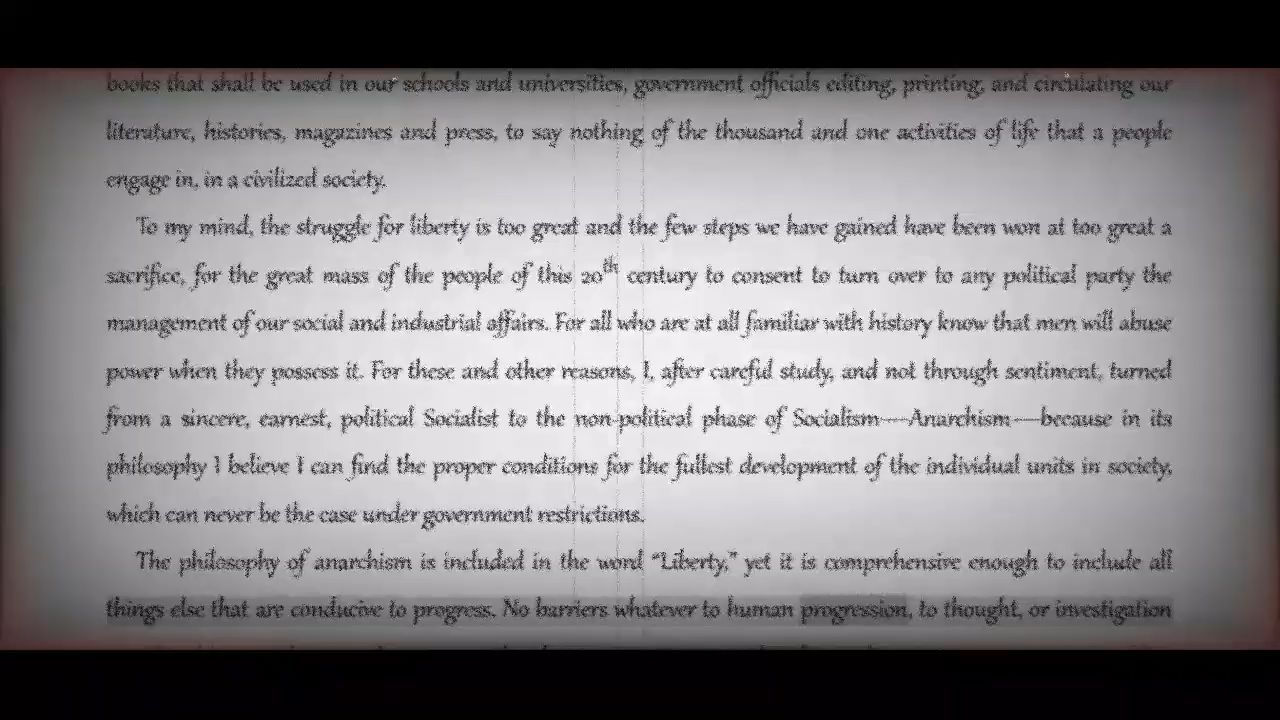 books that shall be used in our schools and universities, government officials editing, printing, and circulating our
literature, histories, magazines and press, to say nothing of the thousand and one activities of life that a people
engage in, in a civilized society.
To my mind, the struggle for liberty is too great and the few steps we have gained have been won at too great a
sacrifice, for the great mass of the people of this 20th century to consent to turn over to any political party the
management of our social and industrial affairs. For all who are at all familiar with history know that men will abuse
power when they possess it. For these and other reasons, I, after careful study, and not through sentiment, turned
from a sincere, earnest, political Socialist to the non-political phase of Socialism—Anarchism—because in its
philosophy I believe I can find the proper conditions for the fullest development of the individual units in society,
which can never be the case under government restrictions.
The philosophy of anarchism is included in the word “Liberty,” yet it is comprehensive enough to include all
things else that are conducive to progress. No barriers whatever to human progression, to thought, or investigation